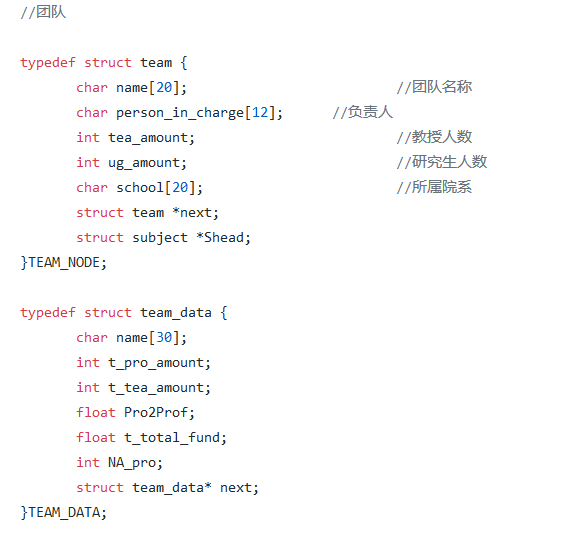 //团队
typedef struct team {
char name[20]; //团队名称
char person_in_charge[12]; //负责人
int tea_amount; //教授人数
int ug_amount; //研究生人数
char school[20]; //所属院系
struct team *next;
struct subject *Shead;
}TEAM_NODE;
typedef struct team_data {
char name[30];
int t_pro_amount;
int t_tea_amount;
float Pro2Prof;
float t_total_fund;
int NA_pro;
struct team_data* next;
}TEAM_DATA;